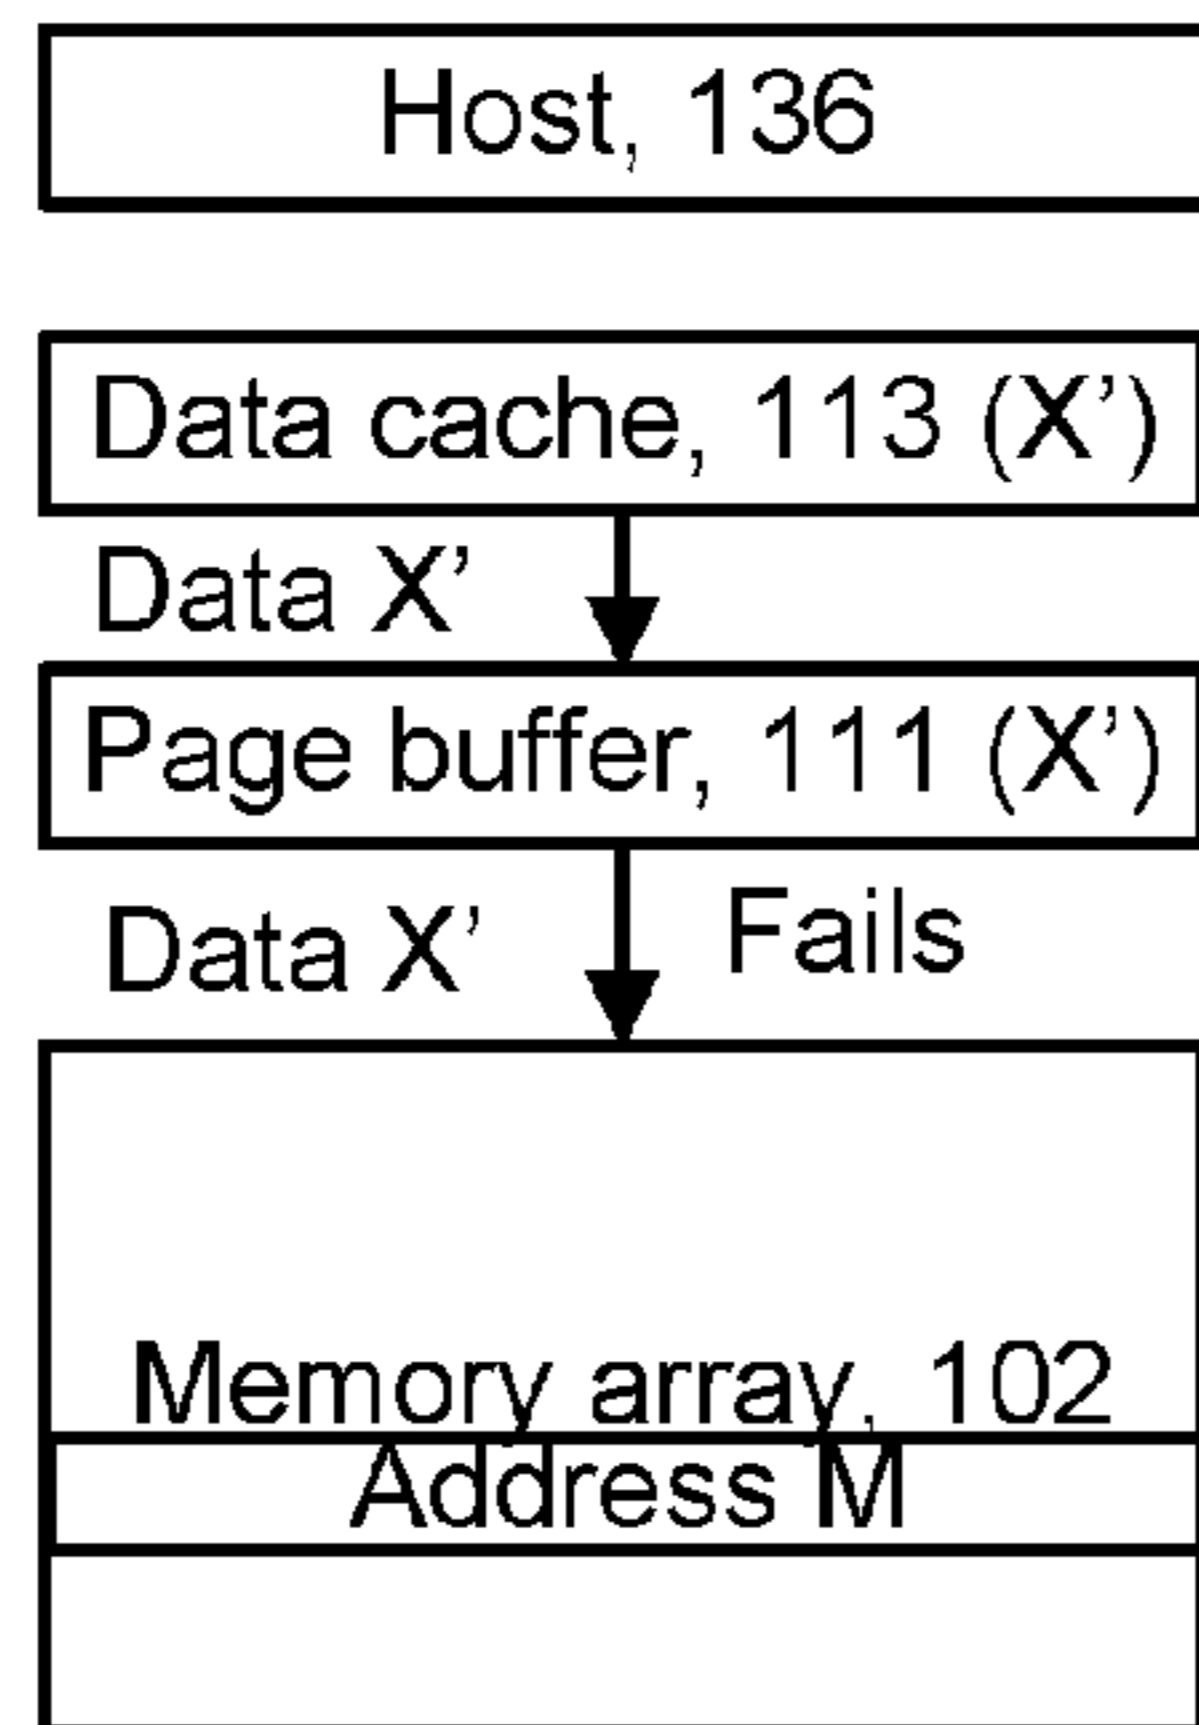 Host, 136
Data cache, 113 (X’)
Data X’
Page buffer, 111 (X’)
Data X’ Fails
Memory array, 102
Address M